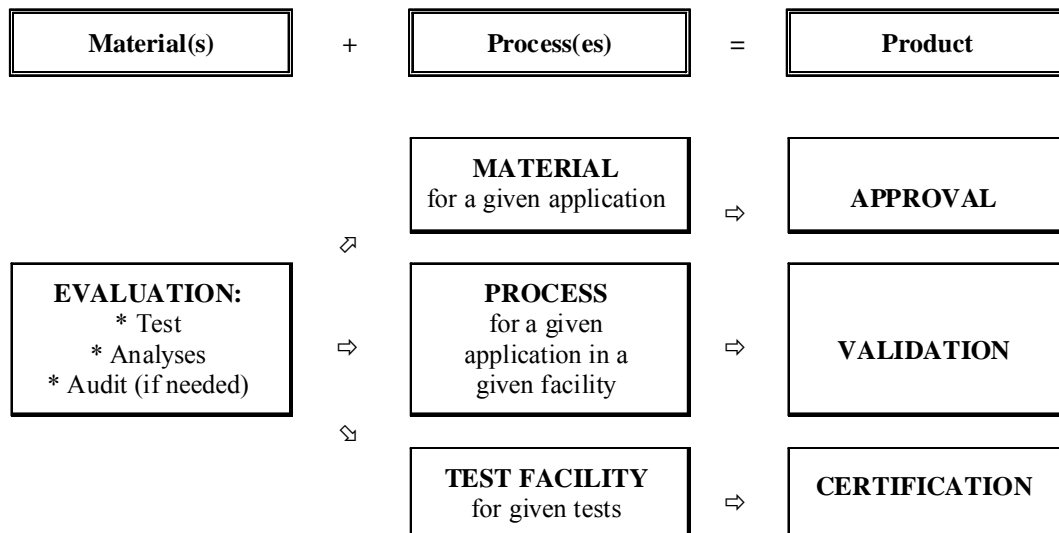 Material(s) + Process(es) = Product
MATERIAL
for a given application ⇨ APPROVAL
⬀
EVALUATION:
* Test
* Analyses
* Audit (if needed)
⇨
PROCESS
for a given
application in a
given facility
⇨ VALIDATION
⬂
TEST FACILITY
for given tests
⇨ CERTIFICATION